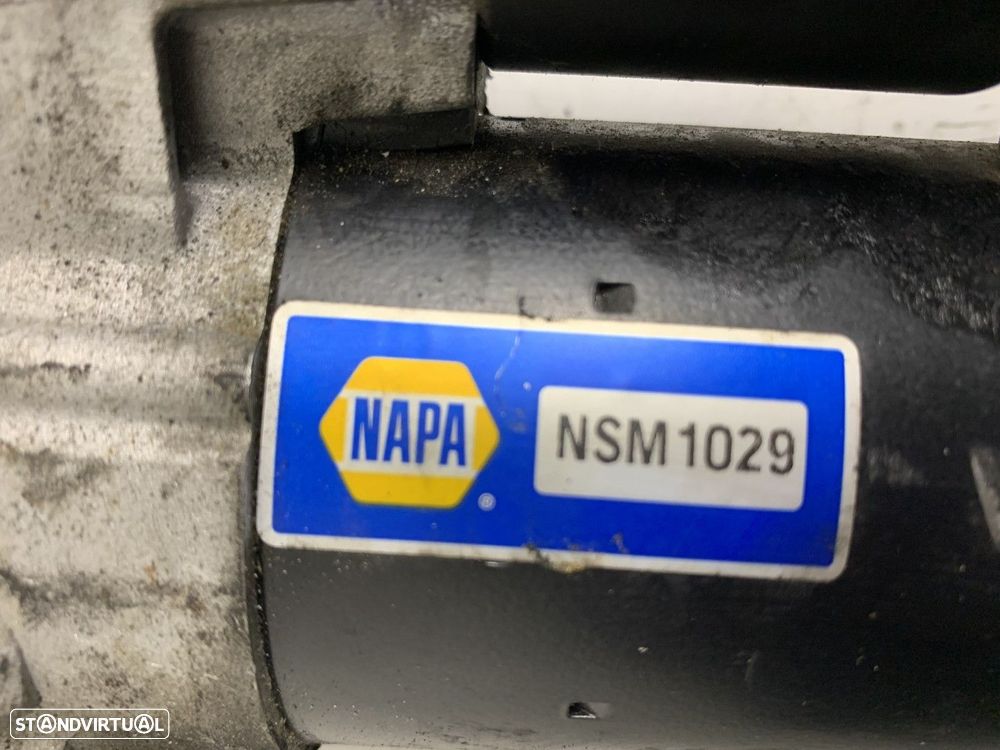 NAPA
NSM1029
®
STANDVIRTUAL